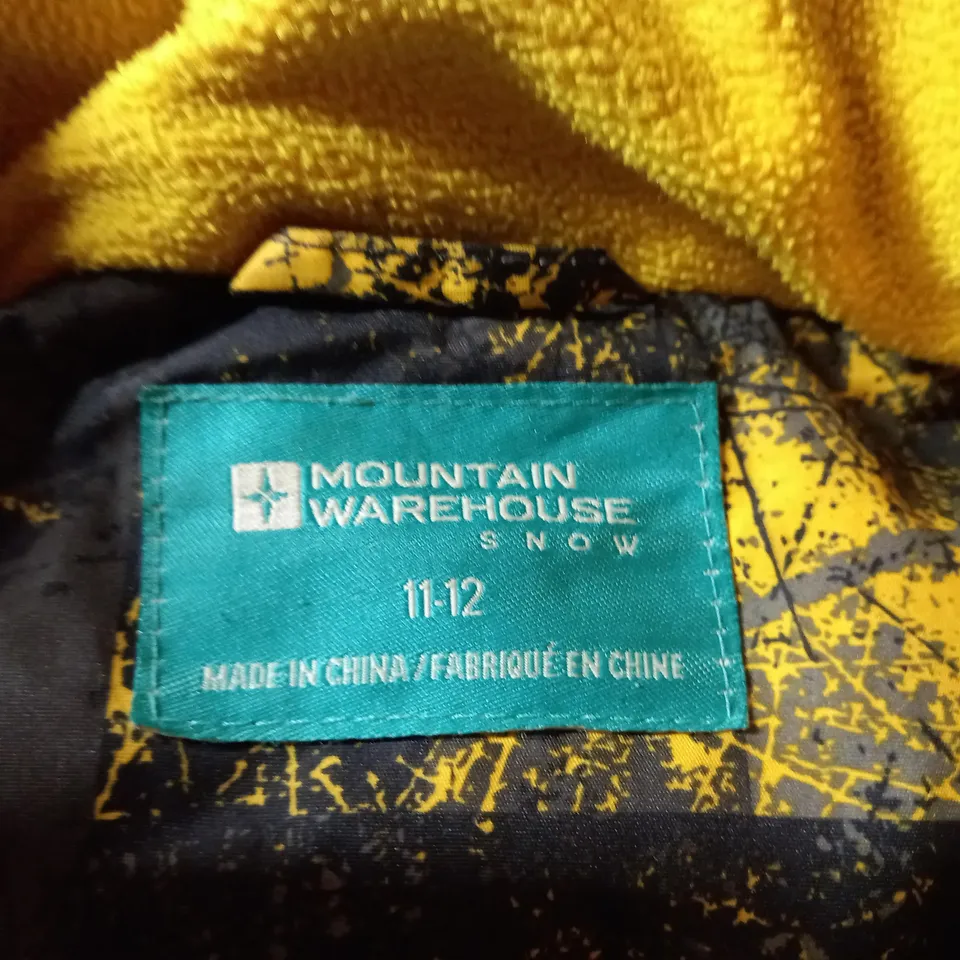 MOUNTAIN
WAREHOUSE
SNOW
11-12
MADE IN CHINA/FABRIQUÉ EN CHINE